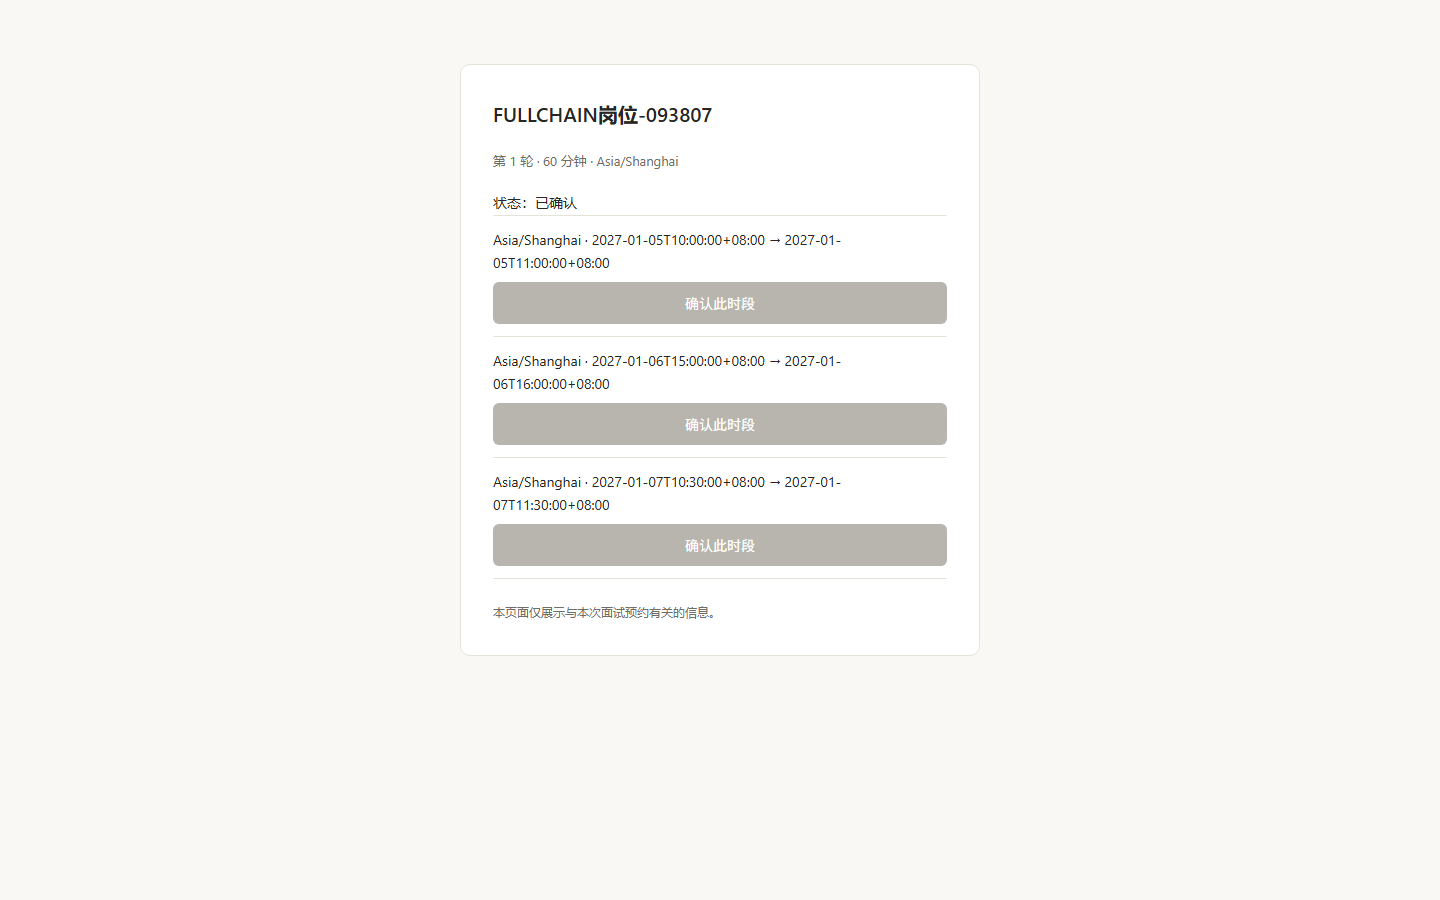 FULLCHAIN岗位-093807
第 1 轮 · 60 分钟 · Asia/Shanghai
状态：已确认
Asia/Shanghai · 2027-01-05T10:00:00+08:00 → 2027-01-
05T11:00:00+08:00
确认此时段
Asia/Shanghai · 2027-01-06T15:00:00+08:00 → 2027-01-
06T16:00:00+08:00
确认此时段
Asia/Shanghai · 2027-01-07T10:30:00+08:00 → 2027-01-
07T11:30:00+08:00
确认此时段
本页面仅展示与本次面试预约有关的信息。